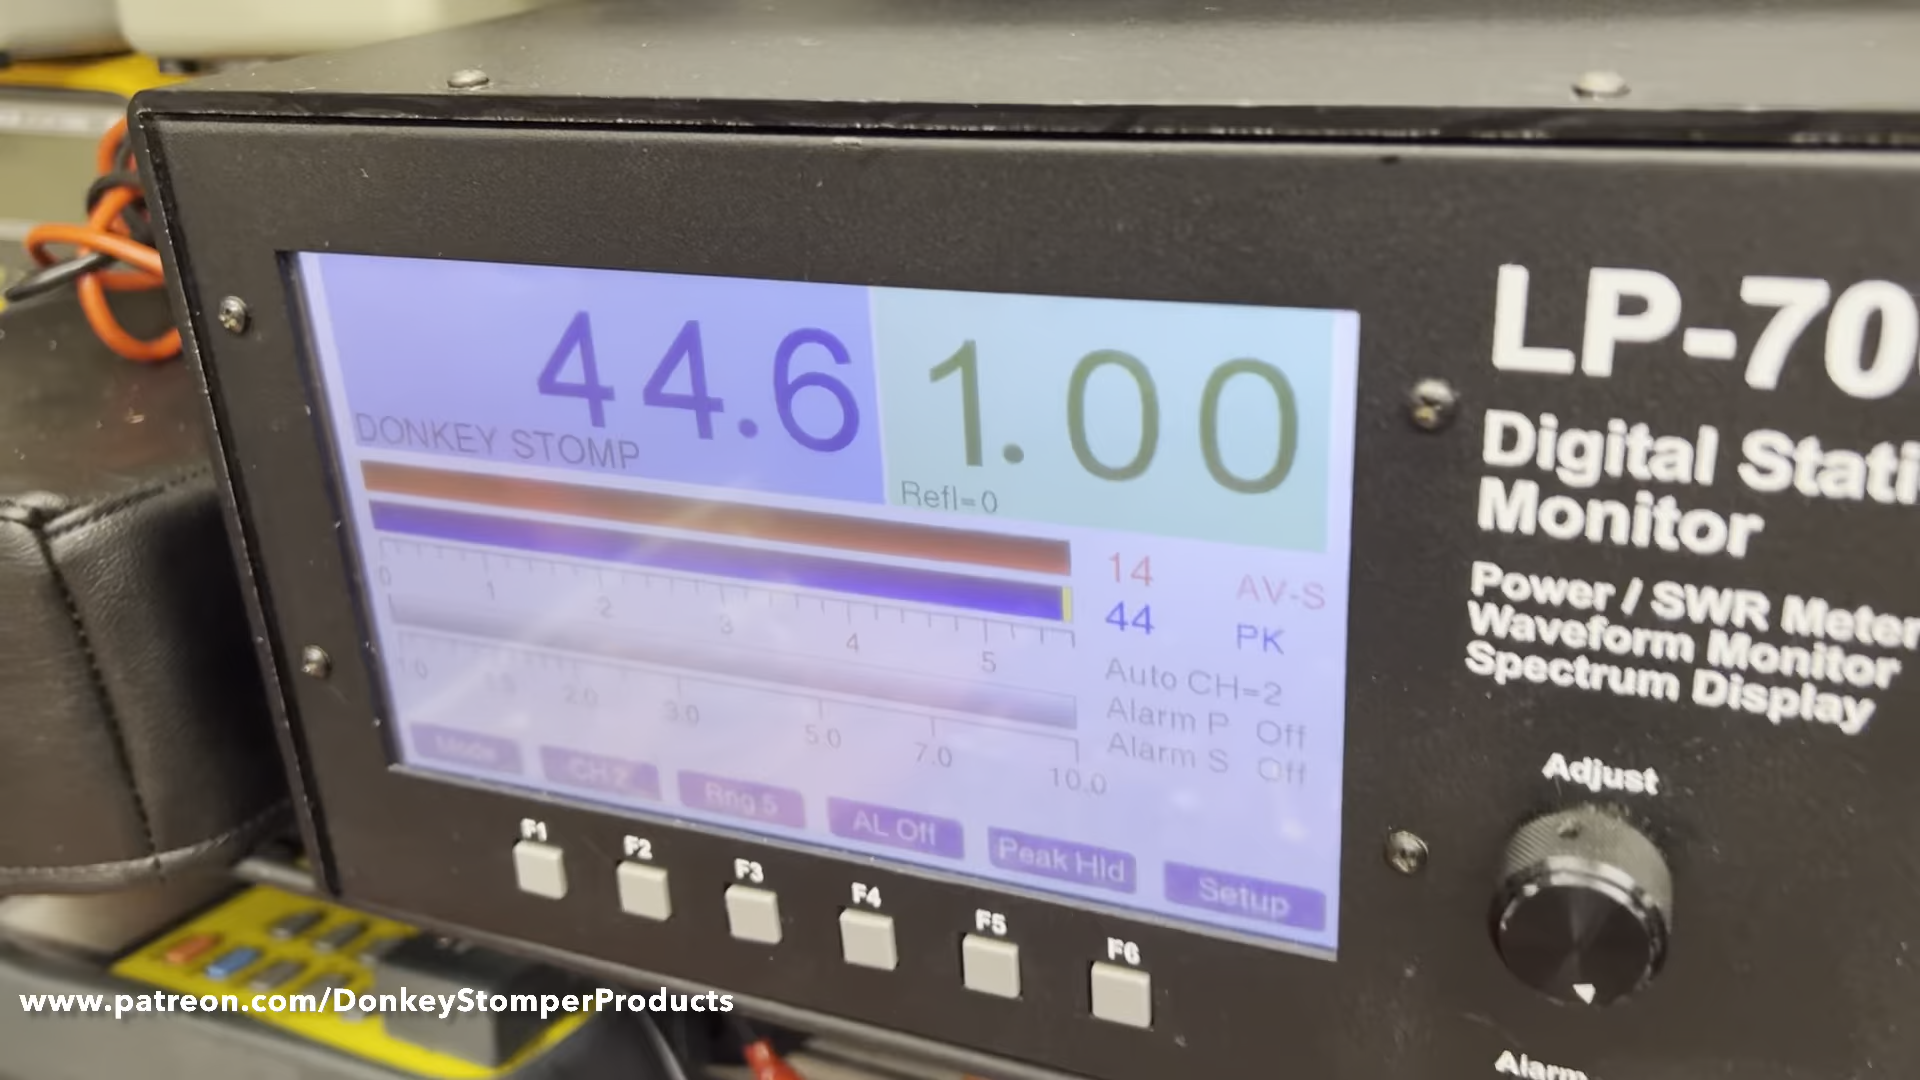 44.6
1.00
DONKEY STOMP
Refl=0
14 AV-S
44 PK
0 1 2 3 4 5
Auto CH=2
Alarm P Off
Alarm S Off
1.0 1.5 2.0 3.0 5.0 7.0 10.0
Mode CH 2 Rng 5 AL Off Peak Hld Setup
F1 F2 F3 F4 F5 F6
LP-70
Digital Stati
Monitor
Power / SWR Meter
Waveform Monitor
Spectrum Display
Adjust
Alarm
www.patreon.com/DonkeyStomperProducts